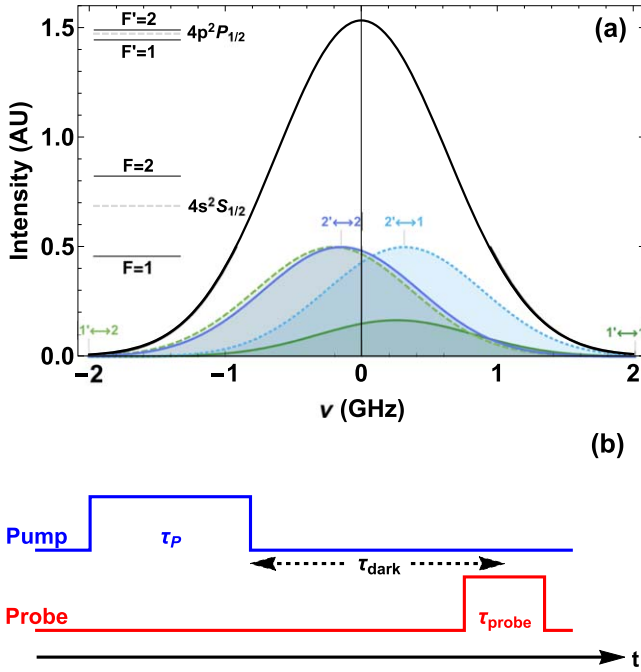 (a)
F'=2
4p²P₁/₂
F'=1
F=2
4s²S₁/₂
F=1
2'↔2
2'↔1
1'↔2
1'↔
Intensity (AU)
1.5
1.0
0.5
0.0
−2
−1
0
1
2
ν (GHz)
(b)
Pump
τP
τdark
Probe
τprobe
t